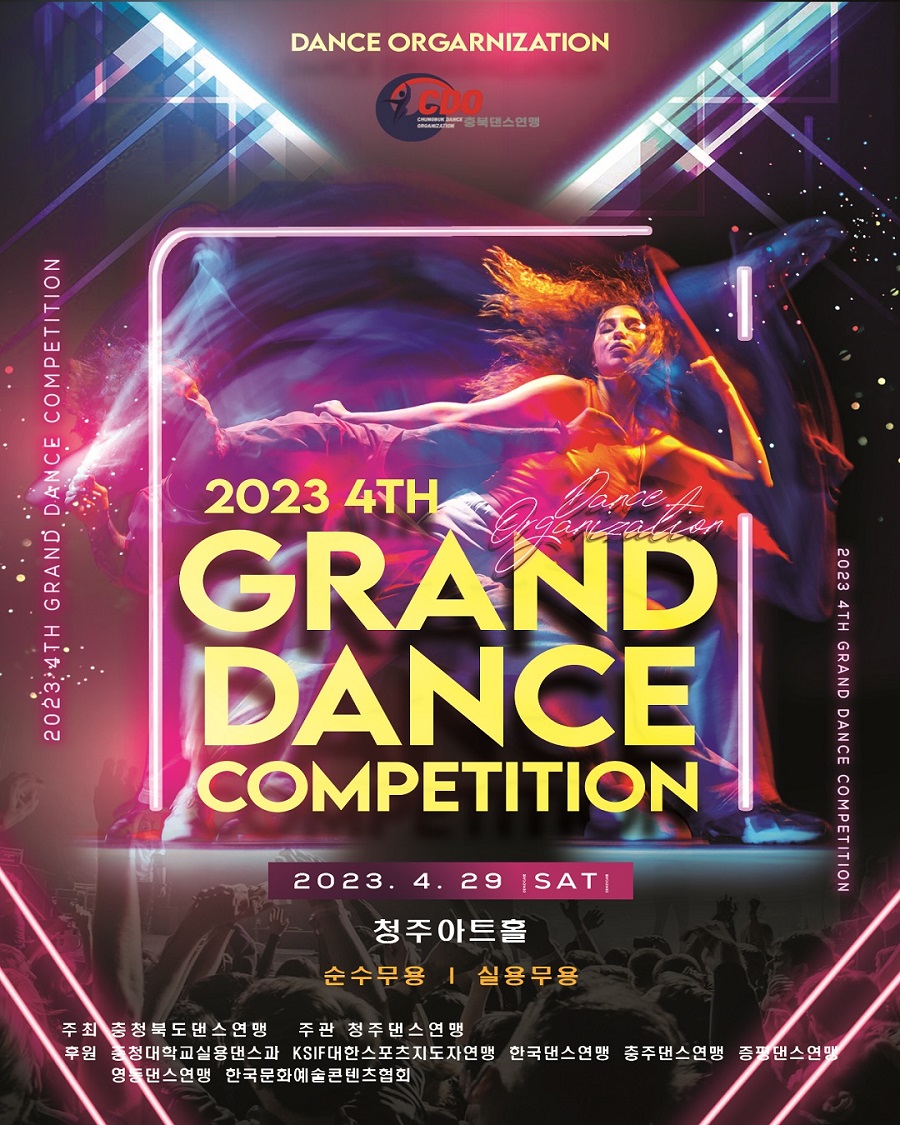 DANCE ORGARNIZATION
CDO
CHUNGBUK DANCE
ORGANIZATION
충북댄스연맹
2023 4TH GRAND DANCE COMPETITION
2023 4TH
Dance
Organization
GRAND
DANCE
COMPETITION
2023 4TH GRAND DANCE COMPETITION
2023. 4. 29 SAT
청주아트홀
순수무용 | 실용무용
주최 충청북도댄스연맹 주관 청주댄스연맹
후원 충청대학교실용댄스과 KSIF대한스포츠지도자연맹 한국댄스연맹 충주댄스연맹 증평댄스연맹
영동댄스연맹 한국문화예술콘텐츠협회